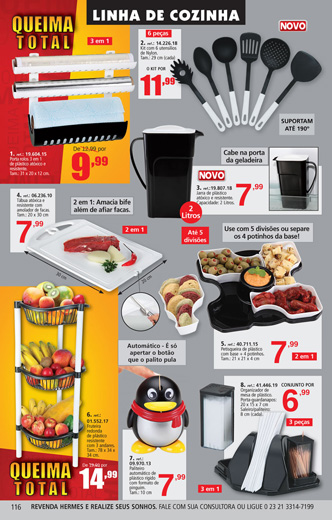 LINHA DE COZINHA
QUEIMA
TOTAL
3 em 1
6 peças
2. ref.: 14.226.18
Kit com 6 utensílios
de Nylon.
Tam.: 29 cm (cada)
O KIT POR
11,99
NOVO
SUPORTAM
ATÉ 190°
1. ref.: 19.604.15
Porta rolos 3 em 1
de plástico atóxico e
resistente.
Tam.: 31 x 20 x 12 cm.
De 19,99 por
9,99
Cabe na porta
da geladeira
NOVO
3. ref.: 19.807.18
Jarra de plástico
atóxico resistente.
Capacidade: 2 Litros.
7,99
2
Litros
4. ref.: 06.236.10
Tábua atóxica e
resistente com
amolador de facas.
Tam.: 20 x 30 cm
7,99
2 em 1: Amacia bife
além de afiar facas.
2 em 1
20 cm
30 cm
Até 5
divisões
Use com 5 divisões ou separe
os 4 potinhos da base!
5. ref.: 40.711.15
Petisqueira de plástico
com base + 4 potinhos.
Tam.: 21 x 21 x 4 cm
7,99
2 em 1
Automático - É só
apertar o botão
que o palito pula
6. ref.:
01.552.17
Fruteira
redonda
de plástico
resistente
com 3 andares.
Tam.: 78 x 34 x
34 cm.
QUEIMA
TOTAL
De 29,99 por
14,99
7. ref.:
09.970.13
Paliteiro
automático
de plástico
rígido com
formato de
pinguim.
Tam.: 10 cm
7,99
8. ref.: 41.446.19
Organizador de
mesa de plástico.
Porta-guardanapos:
20 x 15 x 7 cm
Saleiro/paliteiro:
8 cm (cada).
CONJUNTO POR
6,99
3 peças
116
REVENDA HERMES E REALIZE SEUS SONHOS. FALE COM SUA CONSULTORA OU LIGUE 0 23 21 3314-7199